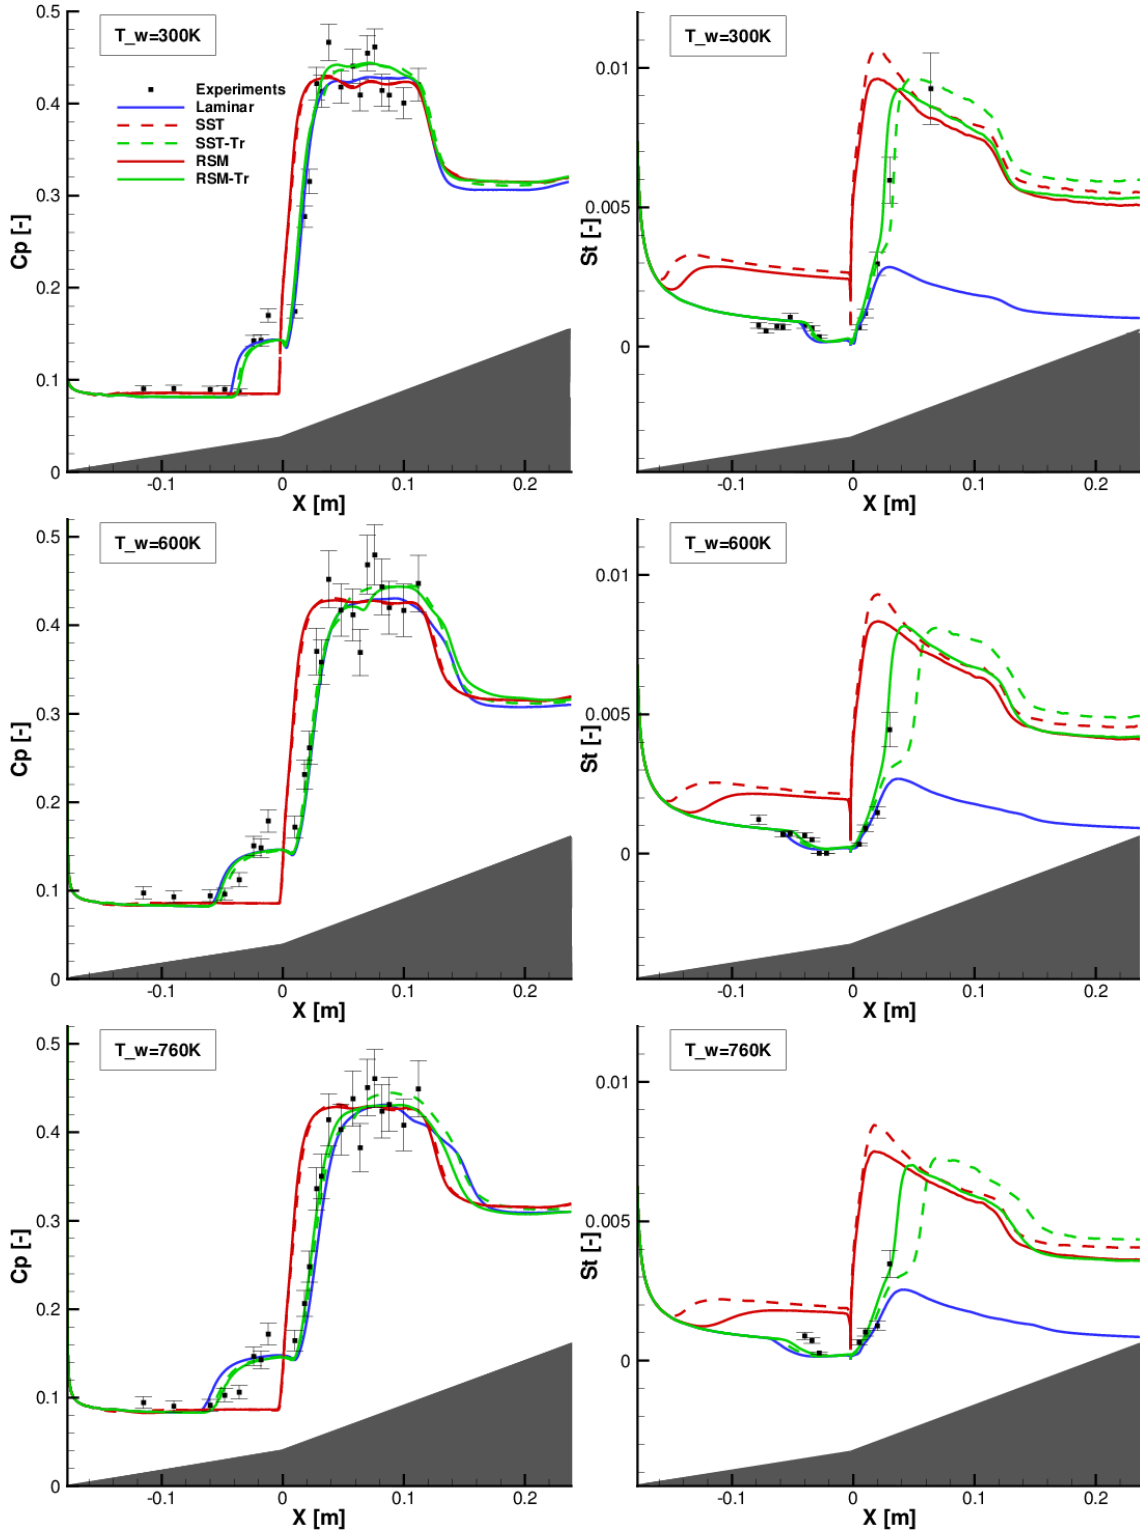 T_w=300K
Experiments
Laminar
SST
SST-Tr
RSM
RSM-Tr
0.5
0.4
0.3
0.2
0.1
0
Cp [-]
-0.1 0 0.1 0.2
X [m]
T_w=300K
0.01
0.005
0
St [-]
-0.1 0 0.1 0.2
X [m]
T_w=600K
0.5
0.4
0.3
0.2
0.1
0
Cp [-]
-0.1 0 0.1 0.2
X [m]
T_w=600K
0.01
0.005
0
St [-]
-0.1 0 0.1 0.2
X [m]
T_w=760K
0.5
0.4
0.3
0.2
0.1
0
Cp [-]
-0.1 0 0.1 0.2
X [m]
T_w=760K
0.01
0.005
0
St [-]
-0.1 0 0.1 0.2
X [m]